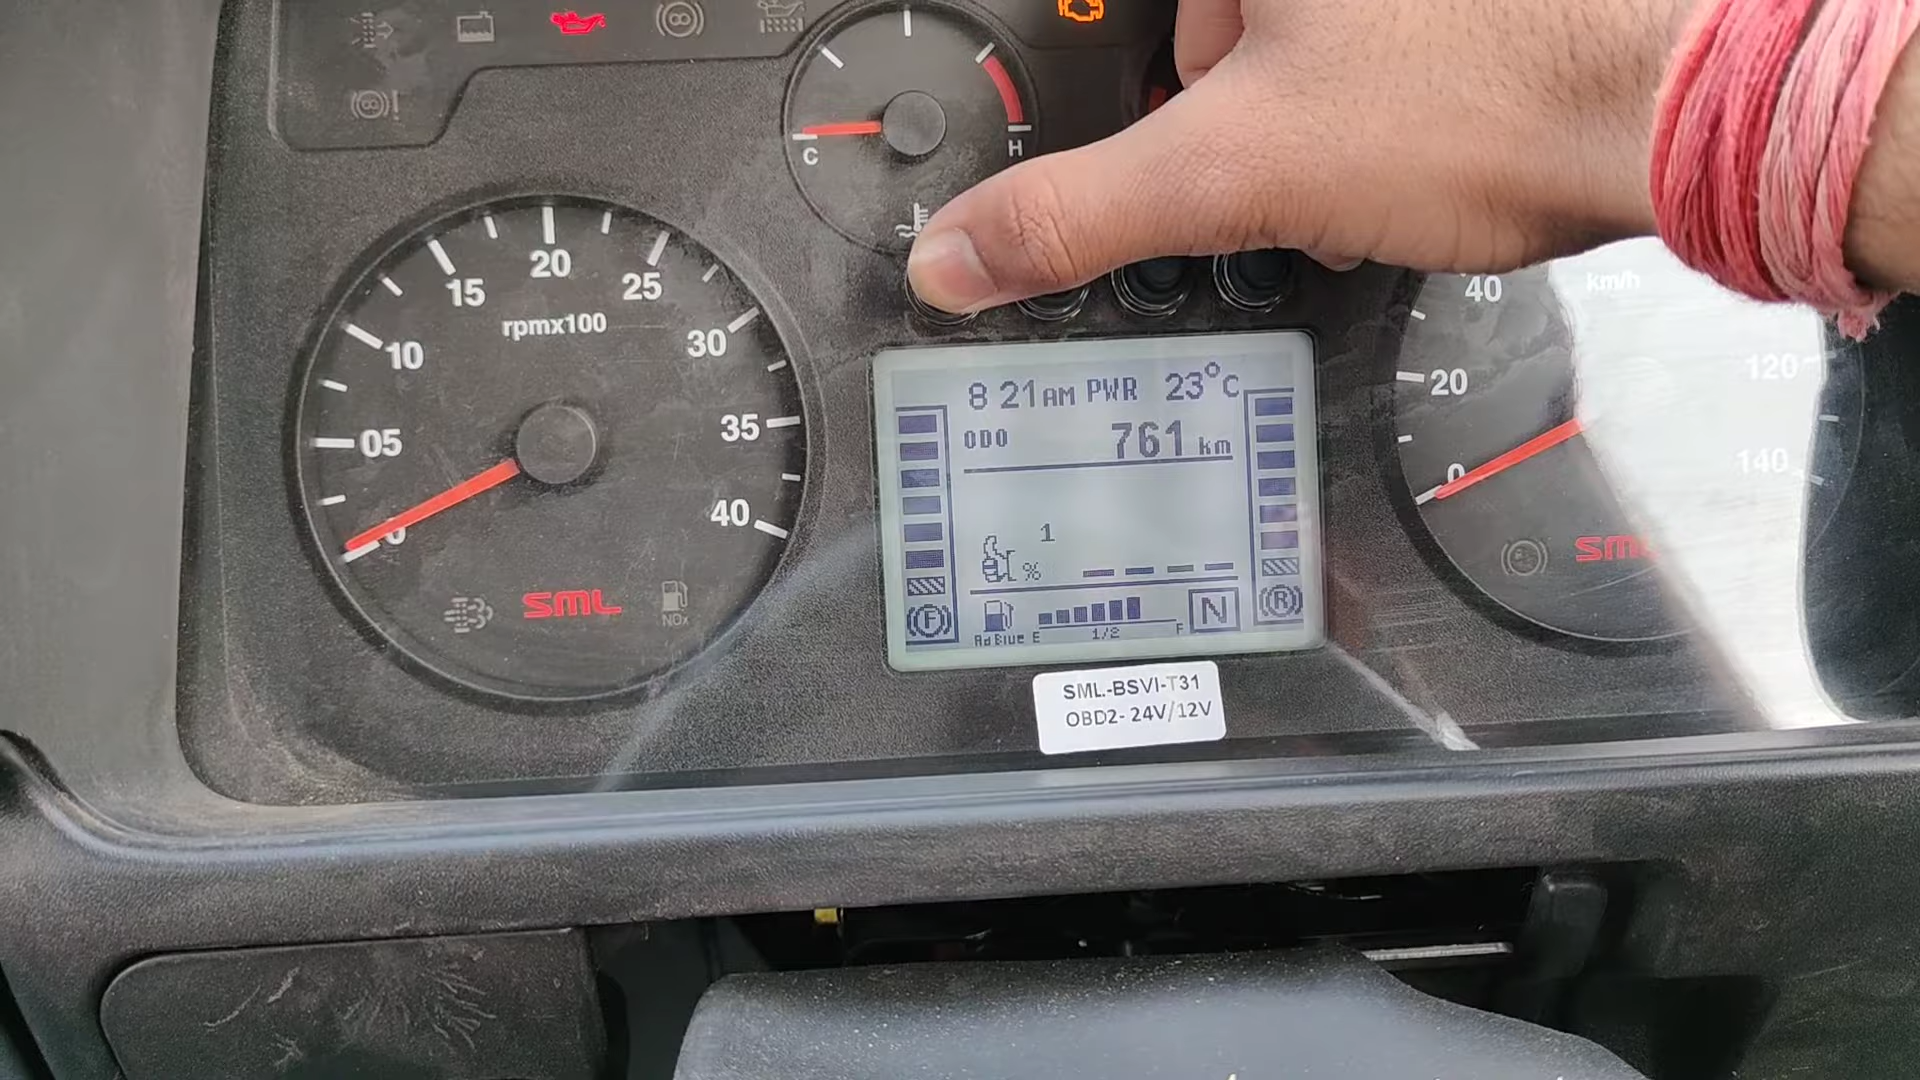 C
H
20
15
25
rpmx100
10
30
05
35
0
40
SML
NOx
8 21AM PWR 23°C
ODO 761 km
1
%
F
N
R
AdBlue E 1/2 F
SML.-BSVI-T31
OBD2- 24V/12V
40
km/h
20
120
0
140
SML